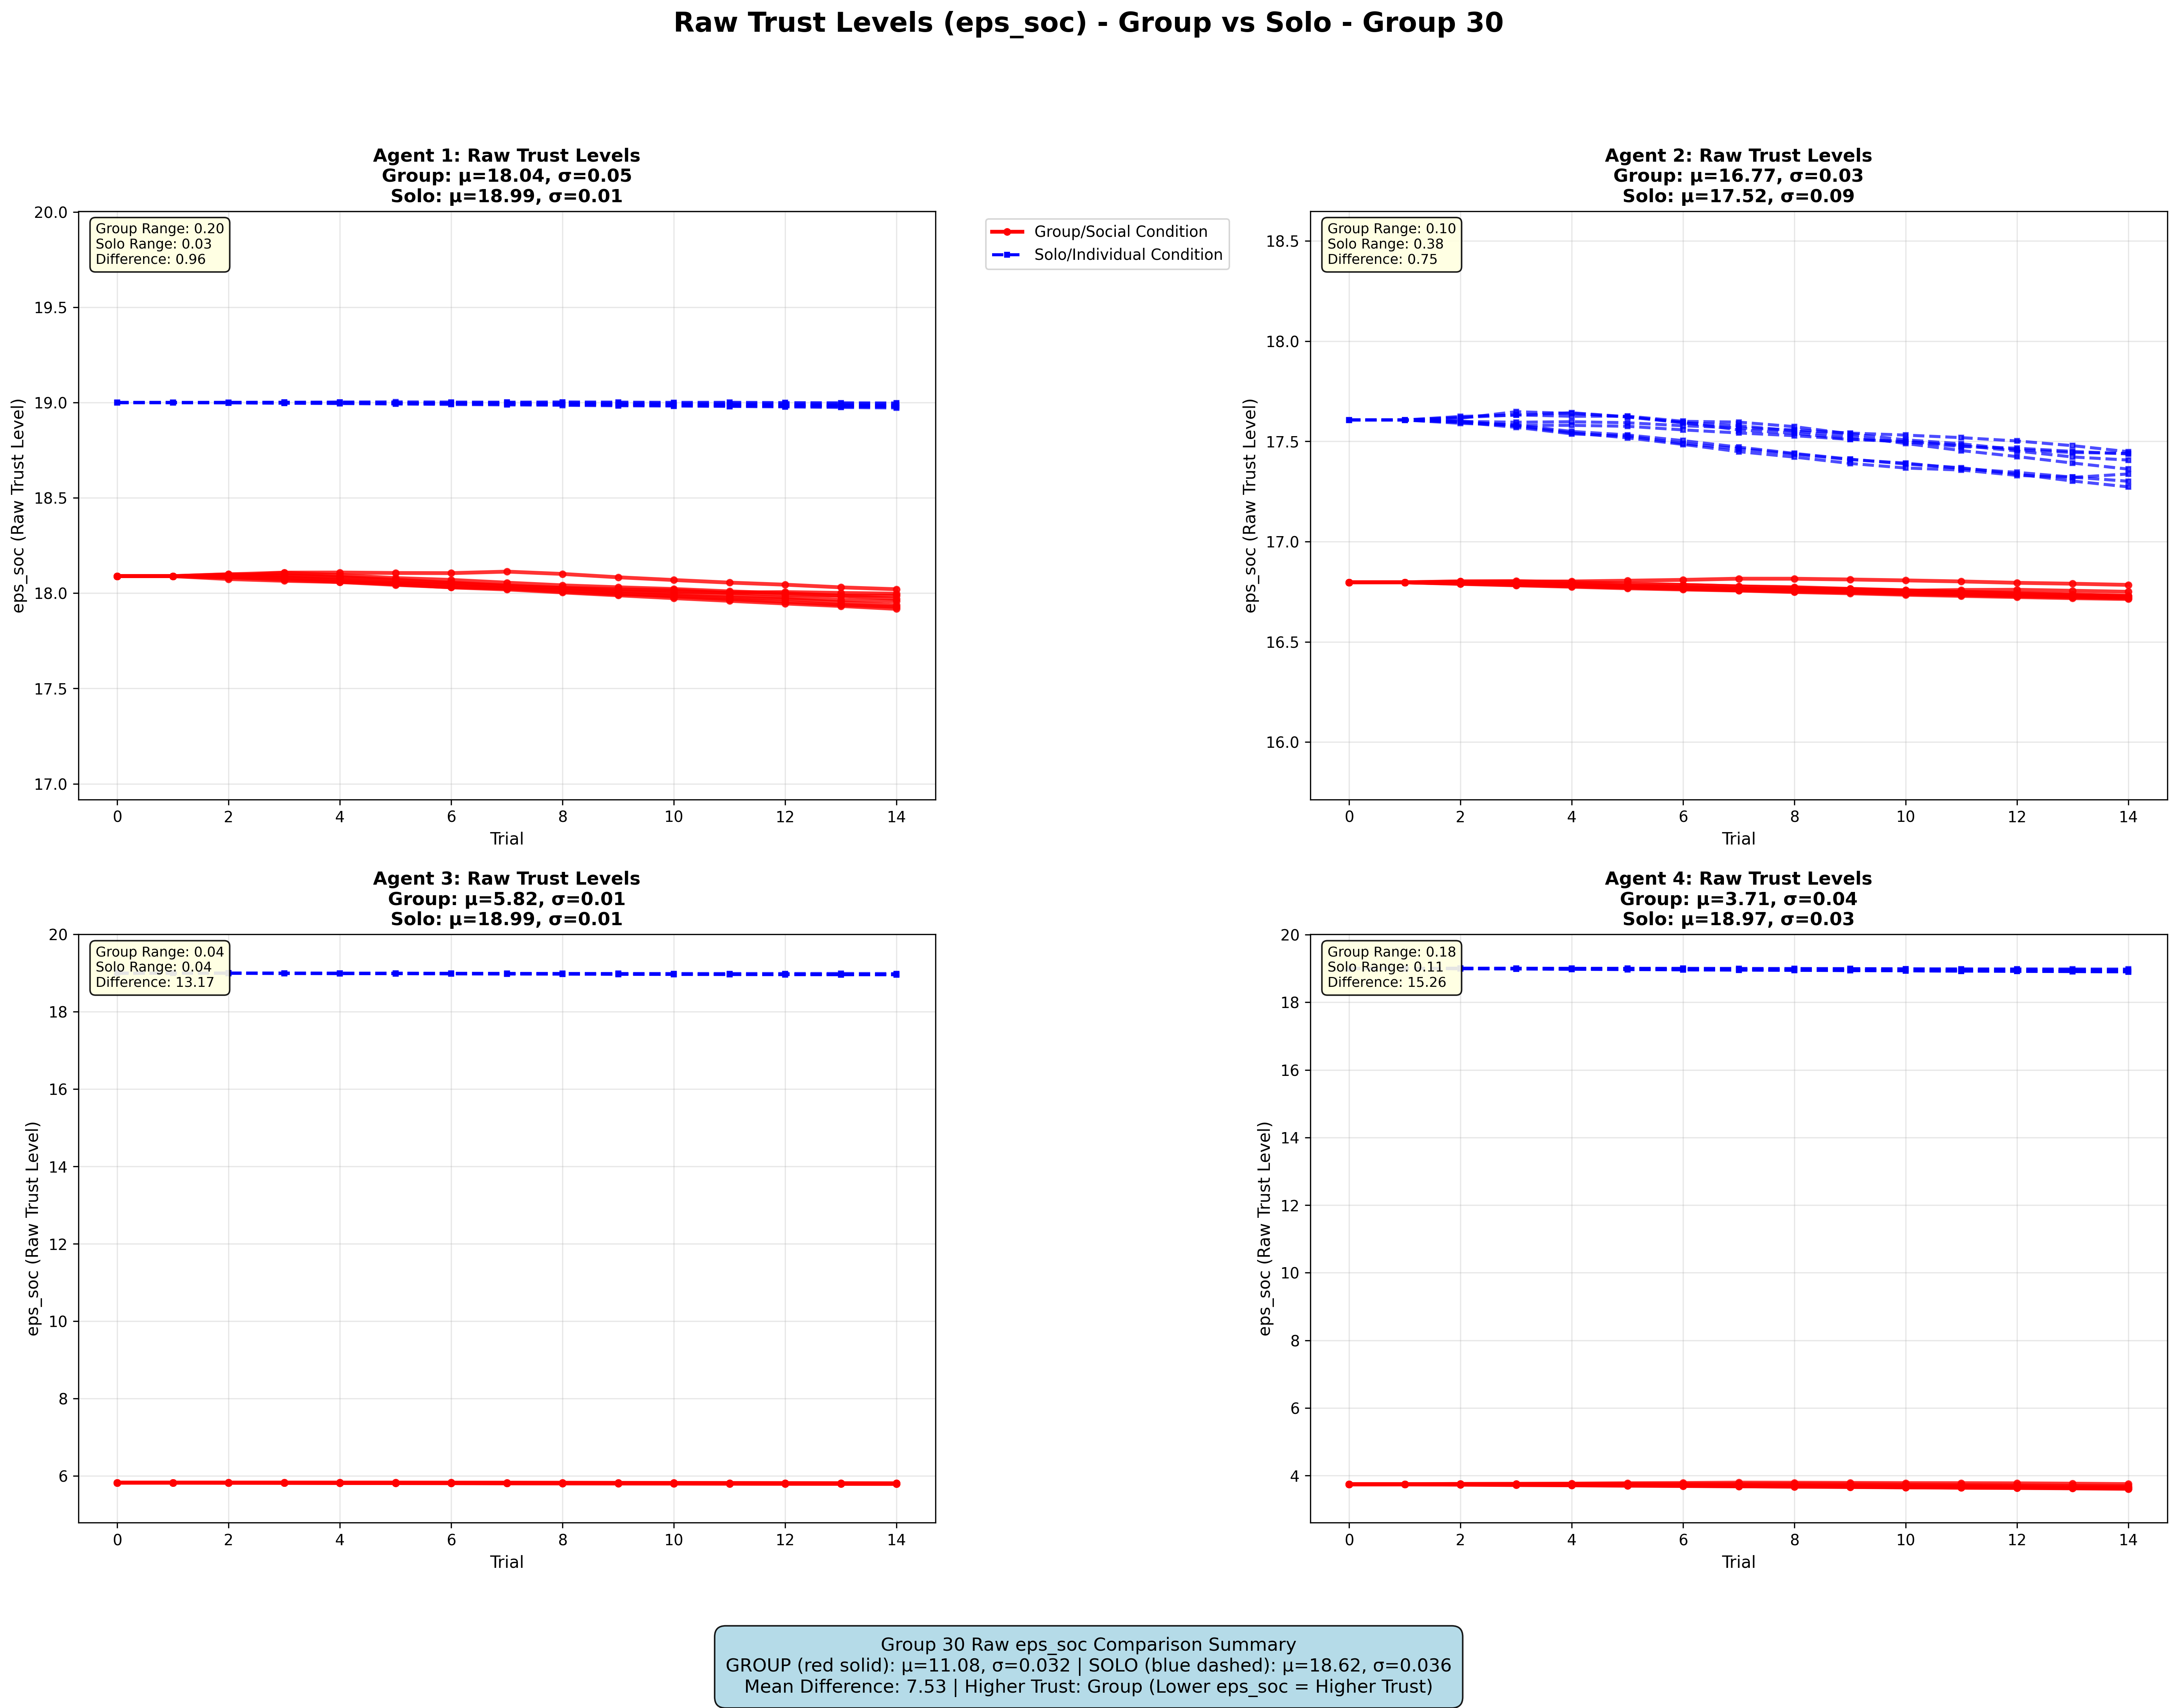 Raw Trust Levels (eps_soc) - Group vs Solo - Group 30
Agent 1: Raw Trust Levels
Group: μ=18.04, σ=0.05
Solo: μ=18.99, σ=0.01
Group Range: 0.20
Solo Range: 0.03
Difference: 0.96
20.0
19.5
19.0
18.5
18.0
17.5
17.0
eps_soc (Raw Trust Level)
0 2 4 6 8 10 12 14
Trial
Group/Social Condition
Solo/Individual Condition
Agent 2: Raw Trust Levels
Group: μ=16.77, σ=0.03
Solo: μ=17.52, σ=0.09
Group Range: 0.10
Solo Range: 0.38
Difference: 0.75
18.5
18.0
17.5
17.0
16.5
16.0
eps_soc (Raw Trust Level)
0 2 4 6 8 10 12 14
Trial
Agent 3: Raw Trust Levels
Group: μ=5.82, σ=0.01
Solo: μ=18.99, σ=0.01
Group Range: 0.04
Solo Range: 0.04
Difference: 13.17
20
18
16
14
12
10
8
6
eps_soc (Raw Trust Level)
0 2 4 6 8 10 12 14
Trial
Agent 4: Raw Trust Levels
Group: μ=3.71, σ=0.04
Solo: μ=18.97, σ=0.03
Group Range: 0.18
Solo Range: 0.11
Difference: 15.26
20
18
16
14
12
10
8
6
4
eps_soc (Raw Trust Level)
0 2 4 6 8 10 12 14
Trial
Group 30 Raw eps_soc Comparison Summary
GROUP (red solid): μ=11.08, σ=0.032 | SOLO (blue dashed): μ=18.62, σ=0.036
Mean Difference: 7.53 | Higher Trust: Group (Lower eps_soc = Higher Trust)